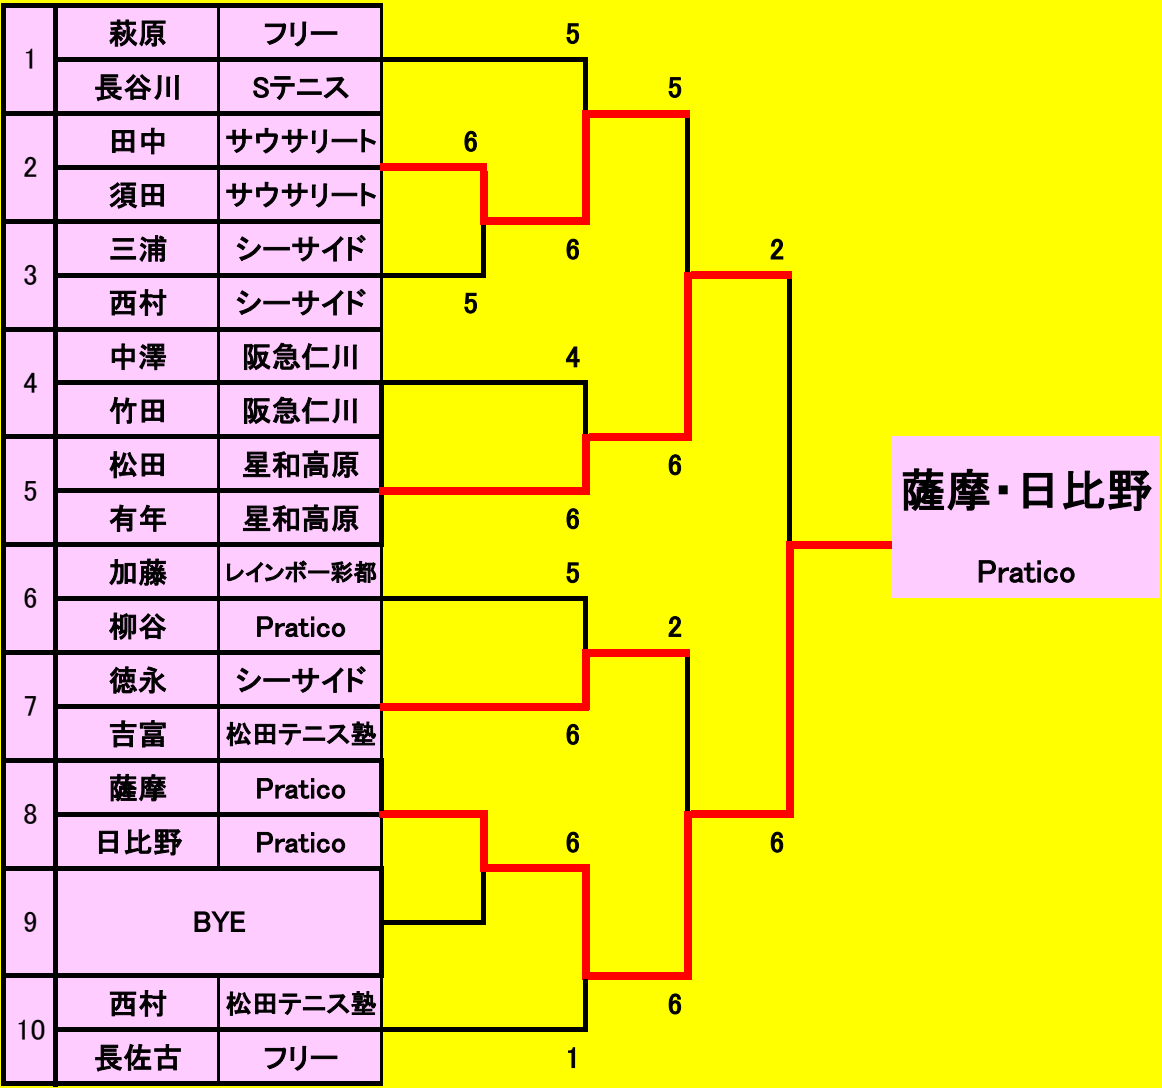 萩原 フリー 5
1
長谷川 Sテニス 5
田中 サウサリート 6
2
須田 サウサリート
三浦 シーサイド 6 2
3
西村 シーサイド 5
中澤 阪急仁川 4
4
竹田 阪急仁川
松田 星和高原 6
5
薩摩・日比野
有年 星和高原 6
加藤 レインボー彩都 5 Pratico
6
柳谷 Pratico 2
徳永 シーサイド
7
吉富 松田テニス塾 6
薩摩 Pratico
8
日比野 Pratico 6 6
9 BYE
西村 松田テニス塾 6
10
長佐古 フリー 1